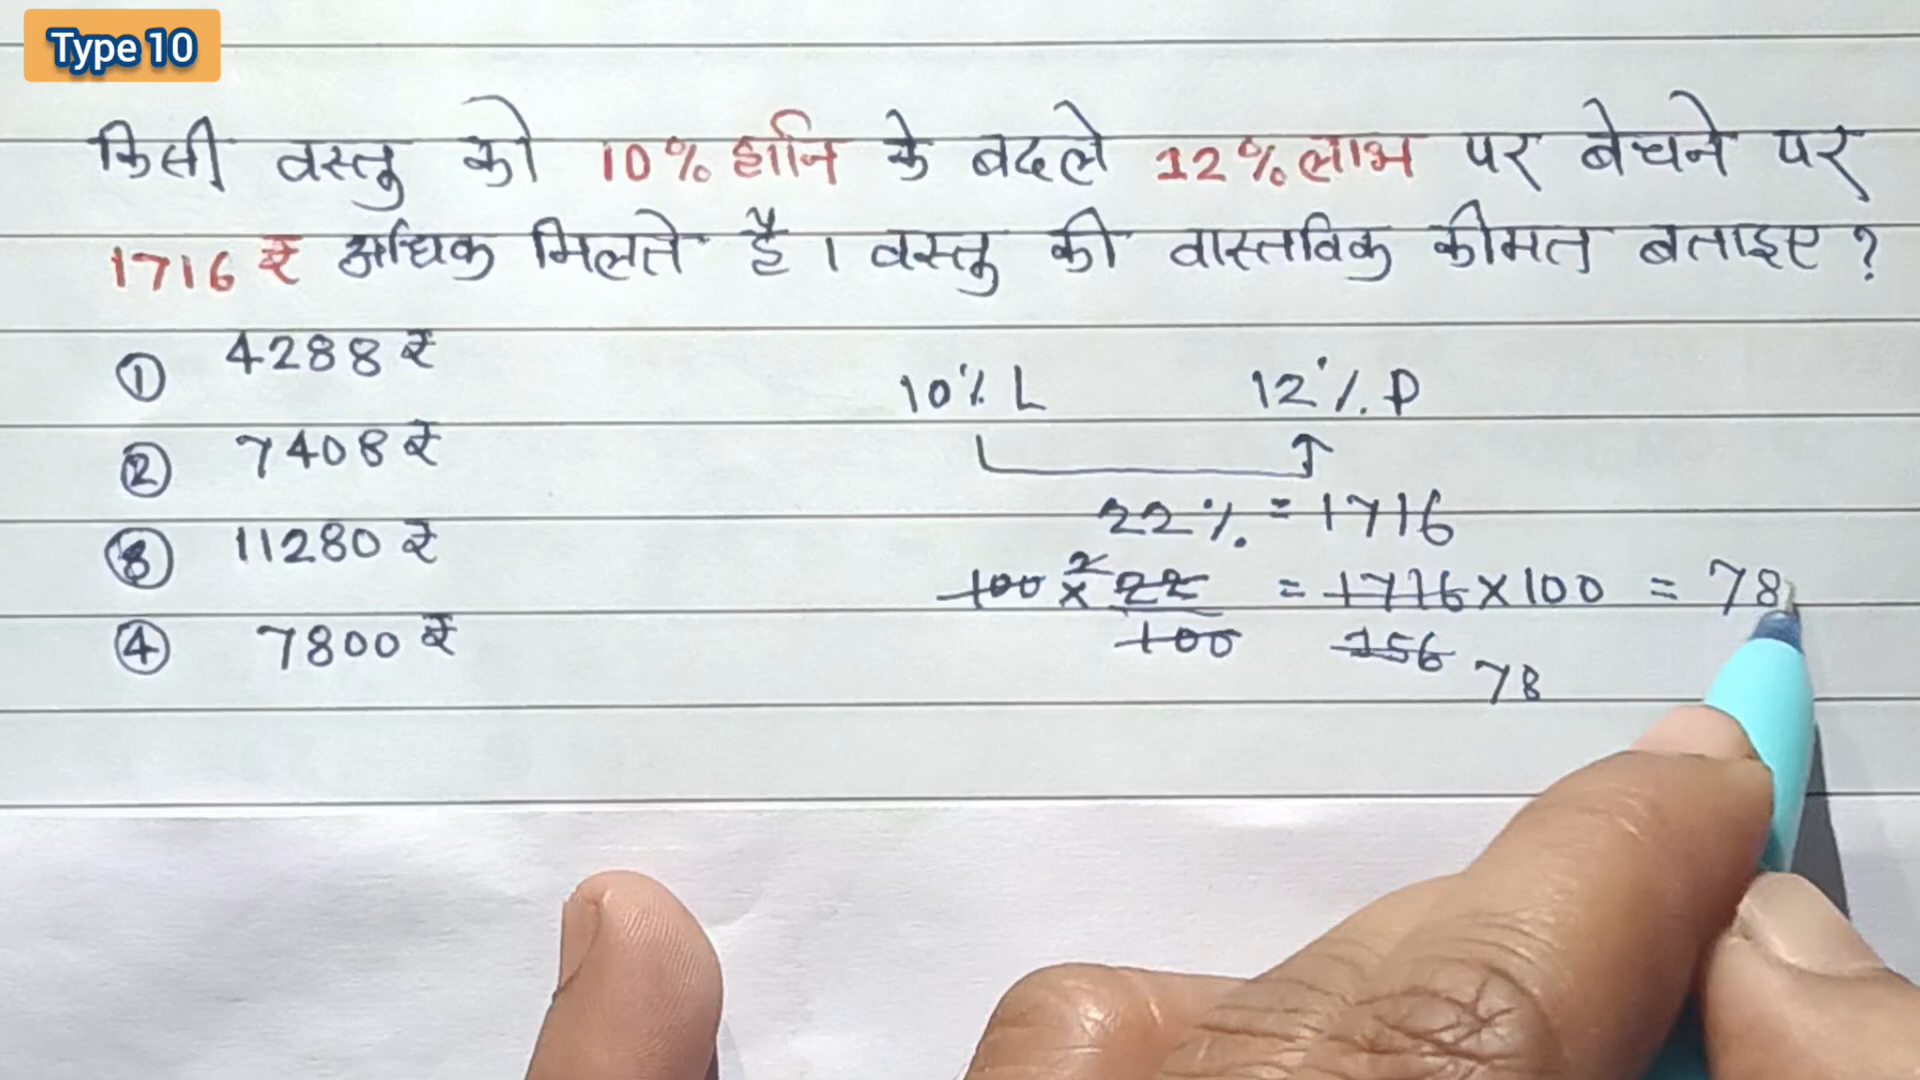 Type 10
किसी वस्तु को 10% हानि के बदले 12% लाभ पर बेचने पर
1716 ₹ अधिक मिलते है । वस्तु की वास्तविक कीमत बताइए ?
① 4288 ₹
② 7408 ₹
③ 11280 ₹
④ 7800 ₹
10% L 12% P
22% = 1716
100 × 22 = 1716 × 100 = 78
2
100 156 78